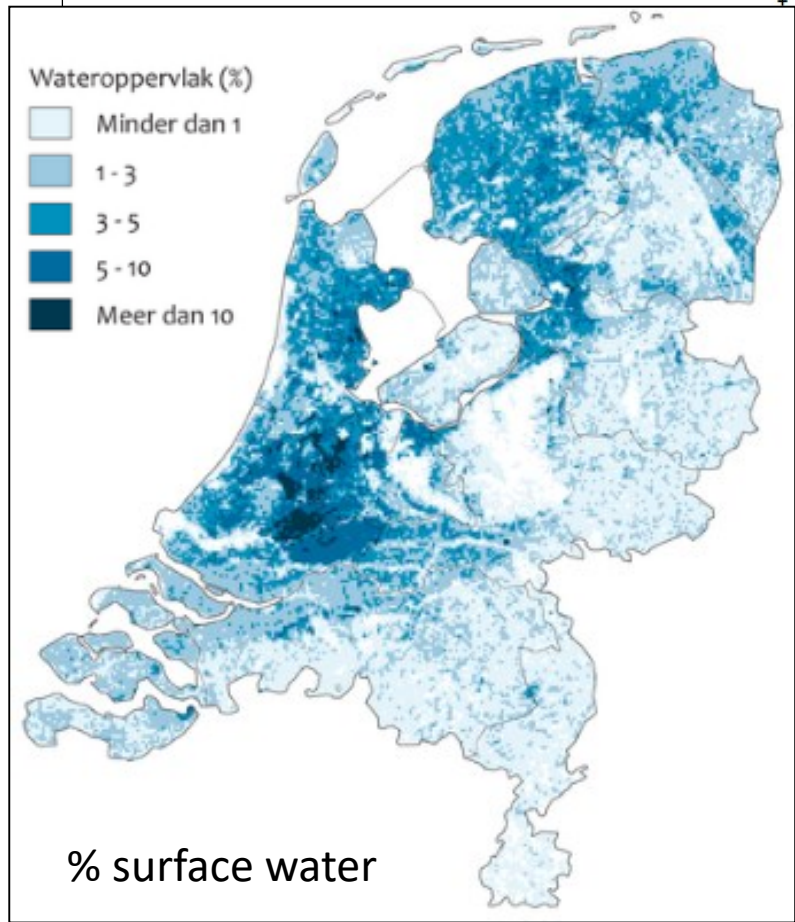 Wateroppervlak (%)
Minder dan 1
1 - 3
3 - 5
5 - 10
Meer dan 10
% surface water